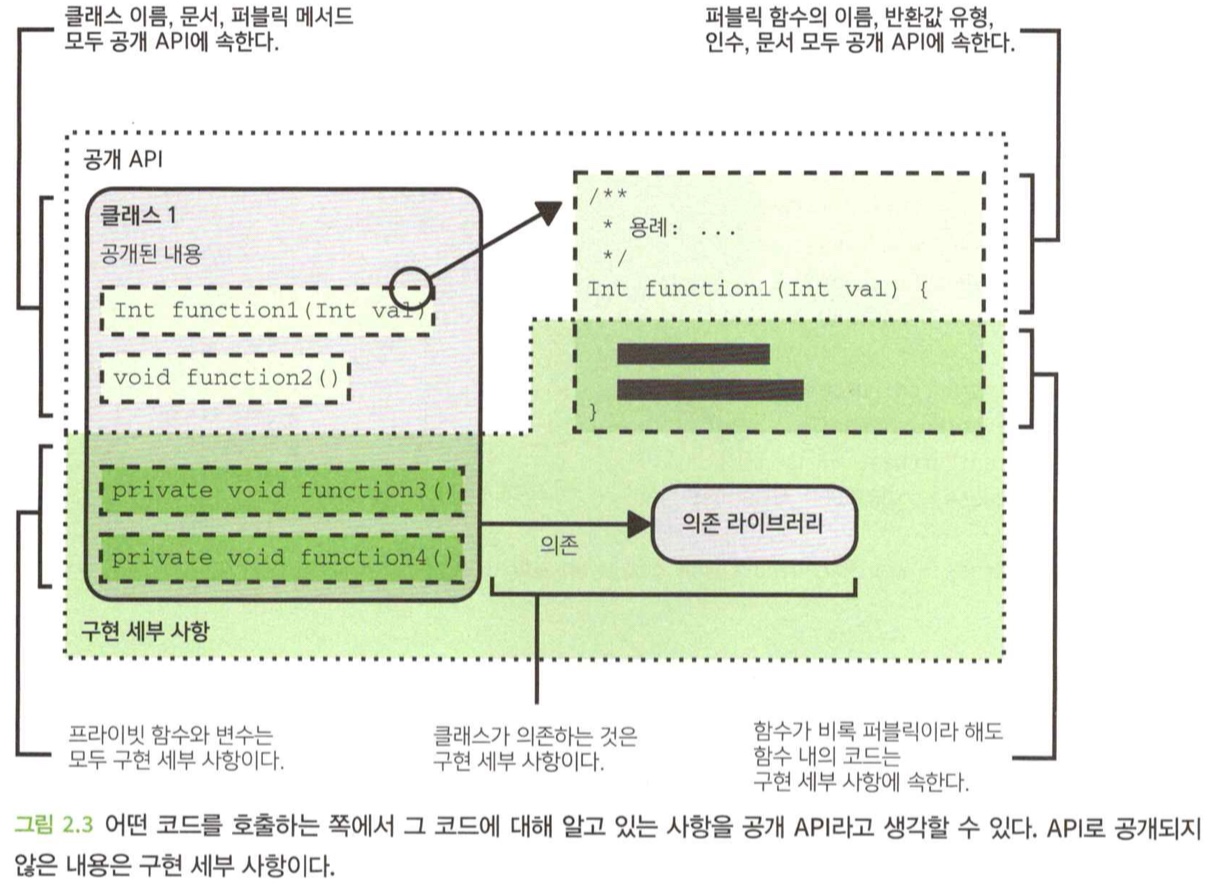 클래스 이름, 문서, 퍼블릭 메서드
모두 공개 API에 속한다.
퍼블릭 함수의 이름, 반환값 유형,
인수, 문서 모두 공개 API에 속한다.
공개 API
클래스 1
공개된 내용
Int function1(Int val)
void function2()
/**
* 용례: ...
*/
Int function1(Int val) {
}
private void function3()
private void function4()
의존
의존 라이브러리
구현 세부 사항
프라이빗 함수와 변수는
모두 구현 세부 사항이다.
클래스가 의존하는 것은
구현 세부 사항이다.
함수가 비록 퍼블릭이라 해도
함수 내의 코드는
구현 세부 사항에 속한다.
그림 2.3 어떤 코드를 호출하는 쪽에서 그 코드에 대해 알고 있는 사항을 공개 API라고 생각할 수 있다. API로 공개되지
않은 내용은 구현 세부 사항이다.